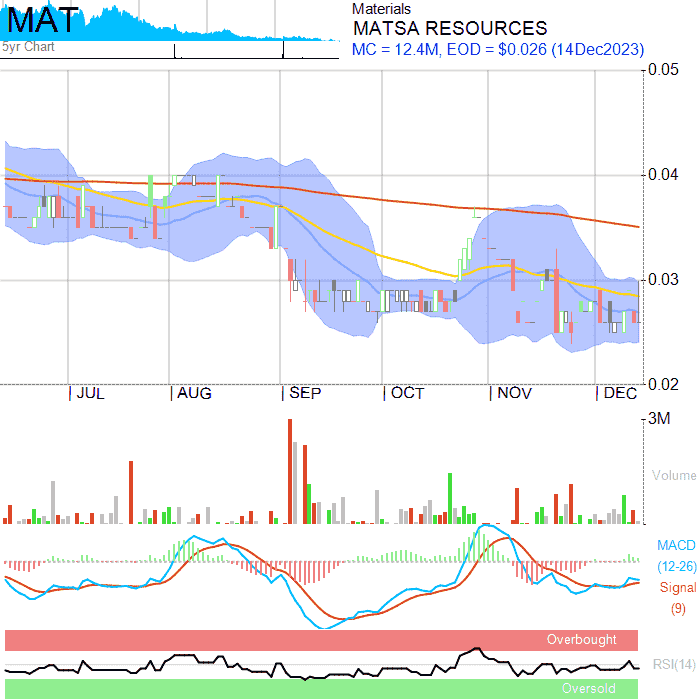 MAT
5yr Chart
Materials
MATSA RESOURCES
MC = 12.4M, EOD = $0.026 (14Dec2023)
0.05
0.04
0.03
0.02
JUL AUG SEP OCT NOV DEC
3M
Volume
MACD
(12-26)
Signal
(9)
Overbought
RSI(14)
Oversold